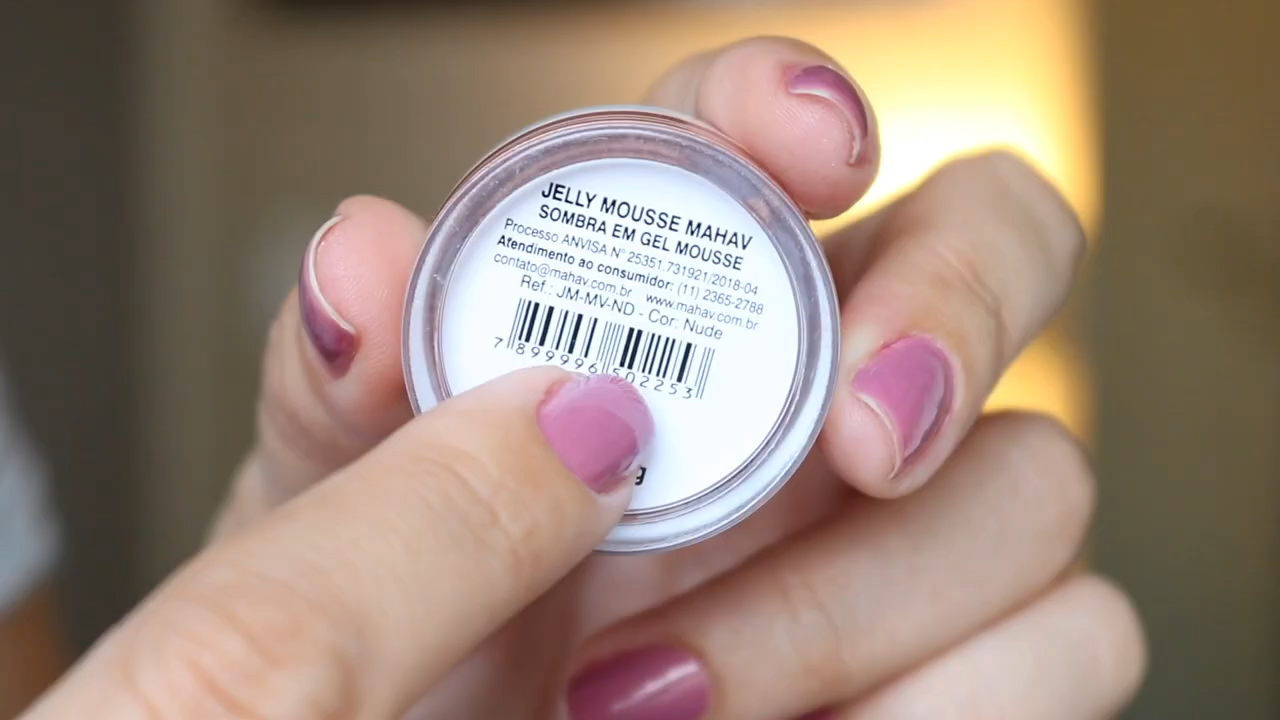 JELLY MOUSSE MAHAV
SOMBRA EM GEL MOUSSE
Processo ANVISA N° 25351.731921/2018-04
Atendimento ao consumidor: (11) 2365-2788
contato@mahav.com.br www.mahav.com.br
Ref.: JM-MV-ND - Cor: Nude
7 899996 502253
g